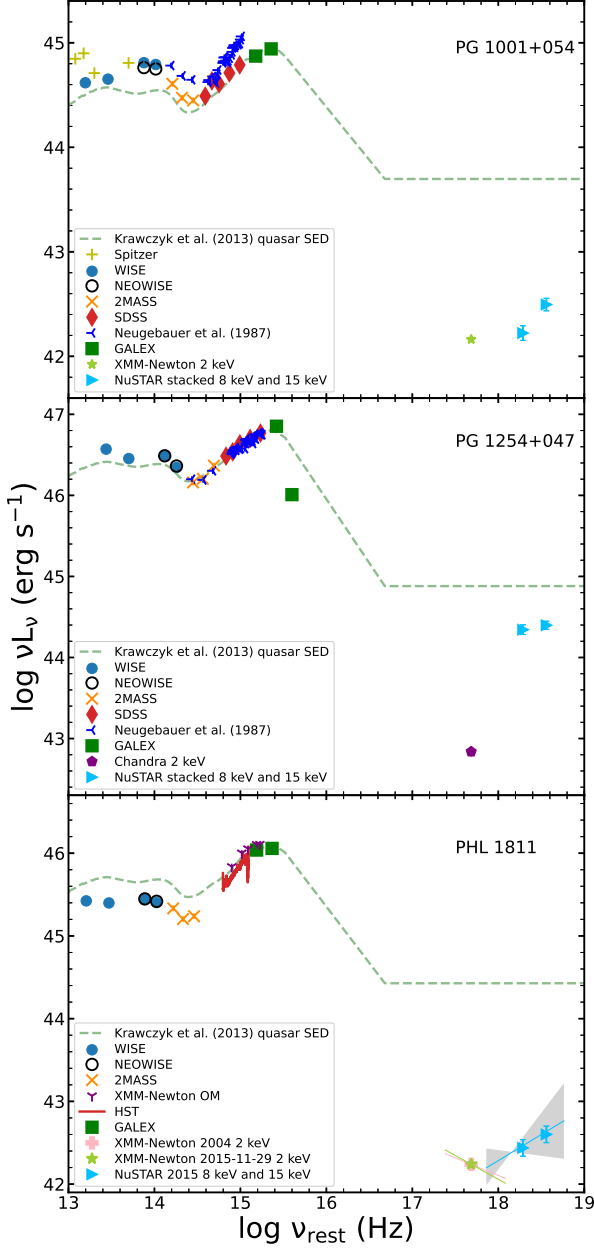 45
44
43
42
PG 1001+054
Krawczyk et al. (2013) quasar SED
Spitzer
WISE
NEOWISE
2MASS
SDSS
Neugebauer et al. (1987)
GALEX
XMM-Newton 2 keV
NuSTAR stacked 8 keV and 15 keV
47
46
45
44
43
PG 1254+047
log νLν (erg s−1)
Krawczyk et al. (2013) quasar SED
WISE
NEOWISE
2MASS
SDSS
Neugebauer et al. (1987)
GALEX
Chandra 2 keV
NuSTAR stacked 8 keV and 15 keV
46
45
44
43
42
PHL 1811
Krawczyk et al. (2013) quasar SED
WISE
NEOWISE
2MASS
XMM-Newton OM
HST
GALEX
XMM-Newton 2004 2 keV
XMM-Newton 2015-11-29 2 keV
NuSTAR 2015 8 keV and 15 keV
13 14 15 16 17 18 19
log νrest (Hz)